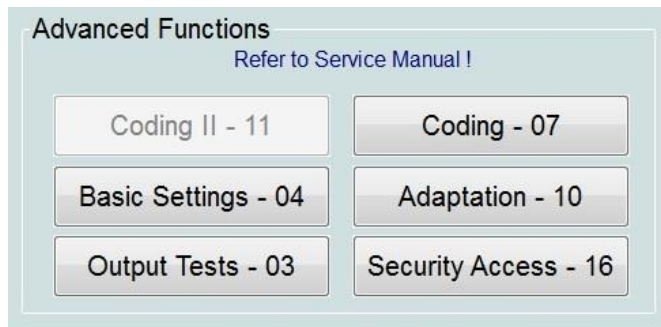 Advanced Functions
Refer to Service Manual !
Coding II - 11
Coding - 07
Basic Settings - 04
Adaptation - 10
Output Tests - 03
Security Access - 16